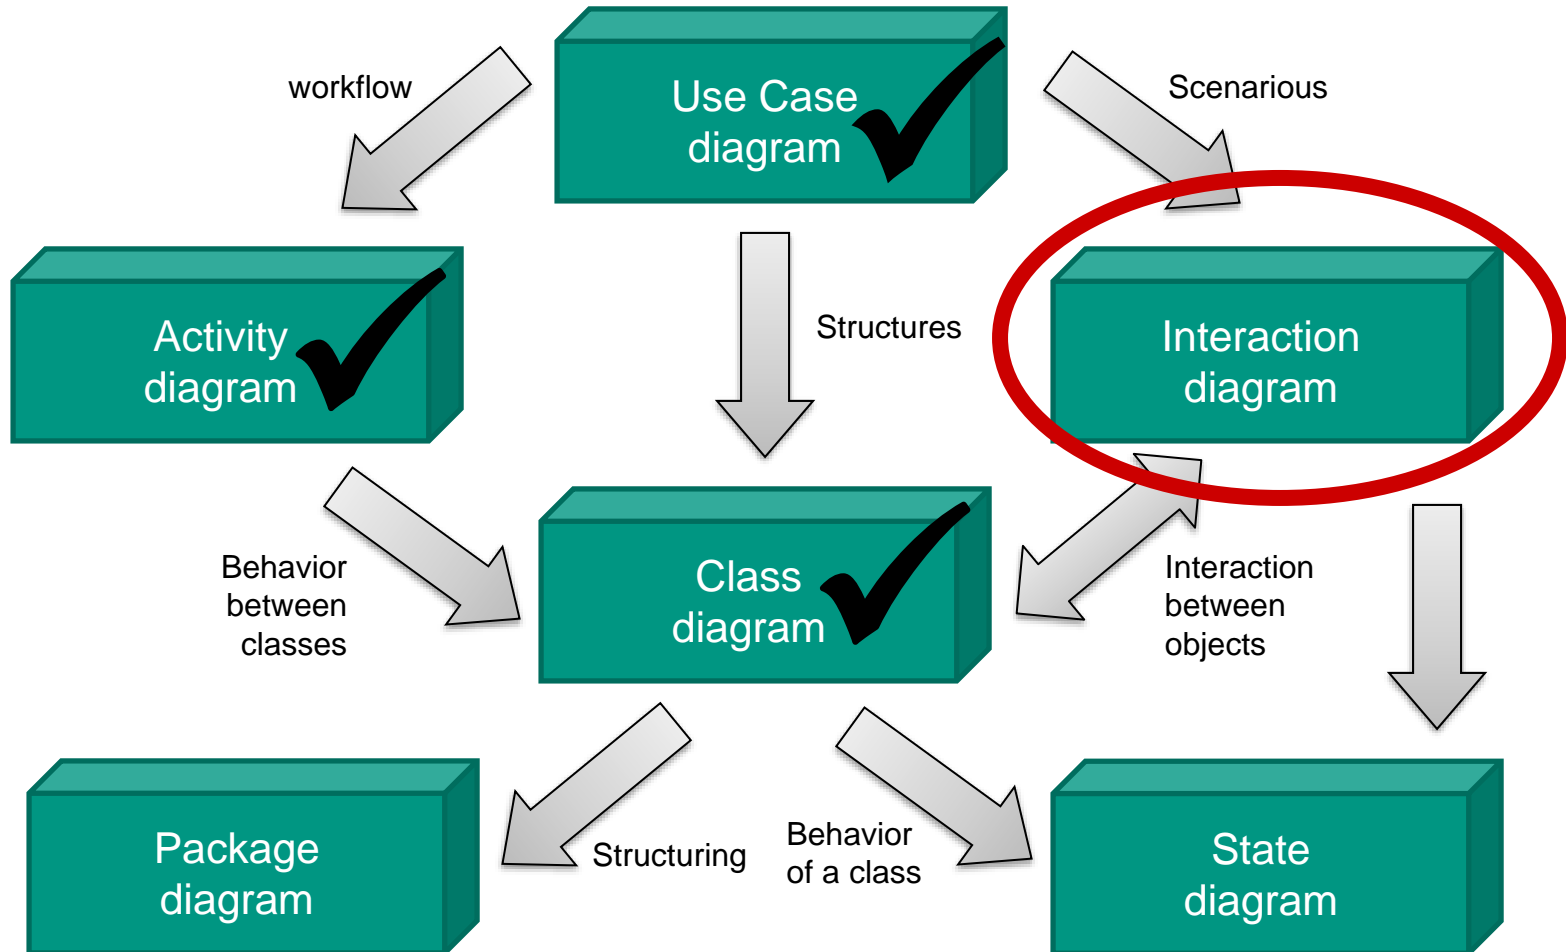 workflow
Use Case
diagram
Scenarious
Activity
diagram
Structures
Interaction
diagram
Behavior
between
classes
Class
diagram
Interaction
between
objects
Package
diagram
Structuring
Behavior
of a class
State
diagram